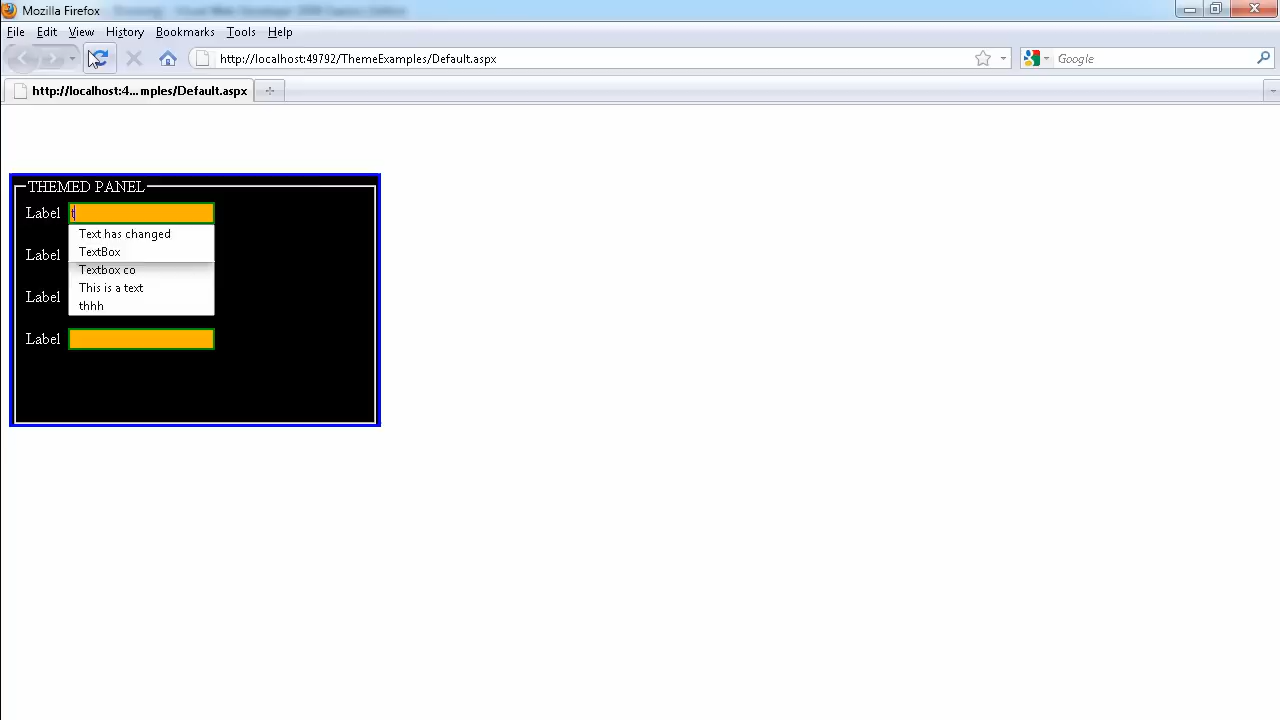 Mozilla Firefox
File Edit View History Bookmarks Tools Help
http://localhost:49703/ThemeExamples/Default.aspx
Google
http://localhost:4... mples/Default.aspx
THEMED PANEL
Label t
Text has changed
TextBox
Label
Textbox co
This is a text
Label
thhh
Label